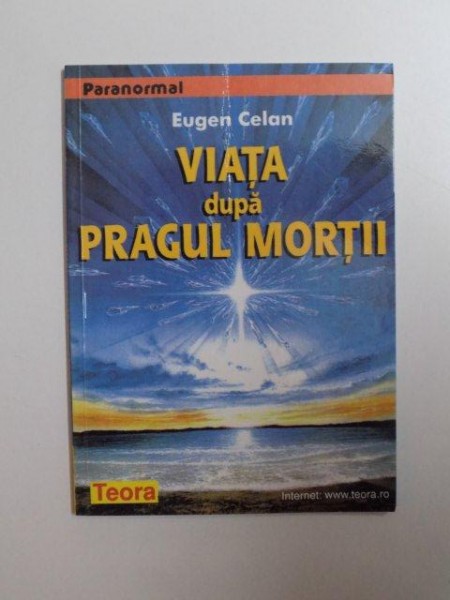 Paranormal
Eugen Celan
VIAȚA
după
PRAGUL MORȚII
Teora
Internet: www.teora.ro